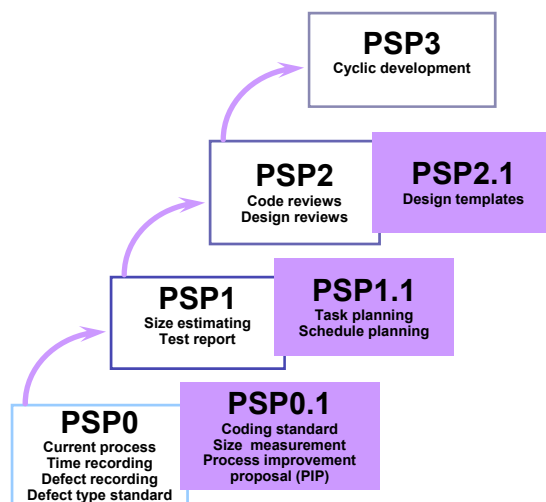 PSP3
Cyclic development
PSP2
Code reviews
Design reviews
PSP2.1
Design templates
PSP1
Size estimating
Test report
PSP1.1
Task planning
Schedule planning
PSP0
Current process
Time recording
Defect recording
Defect type standard
PSP0.1
Coding standard
Size measurement
Process improvement
proposal (PIP)